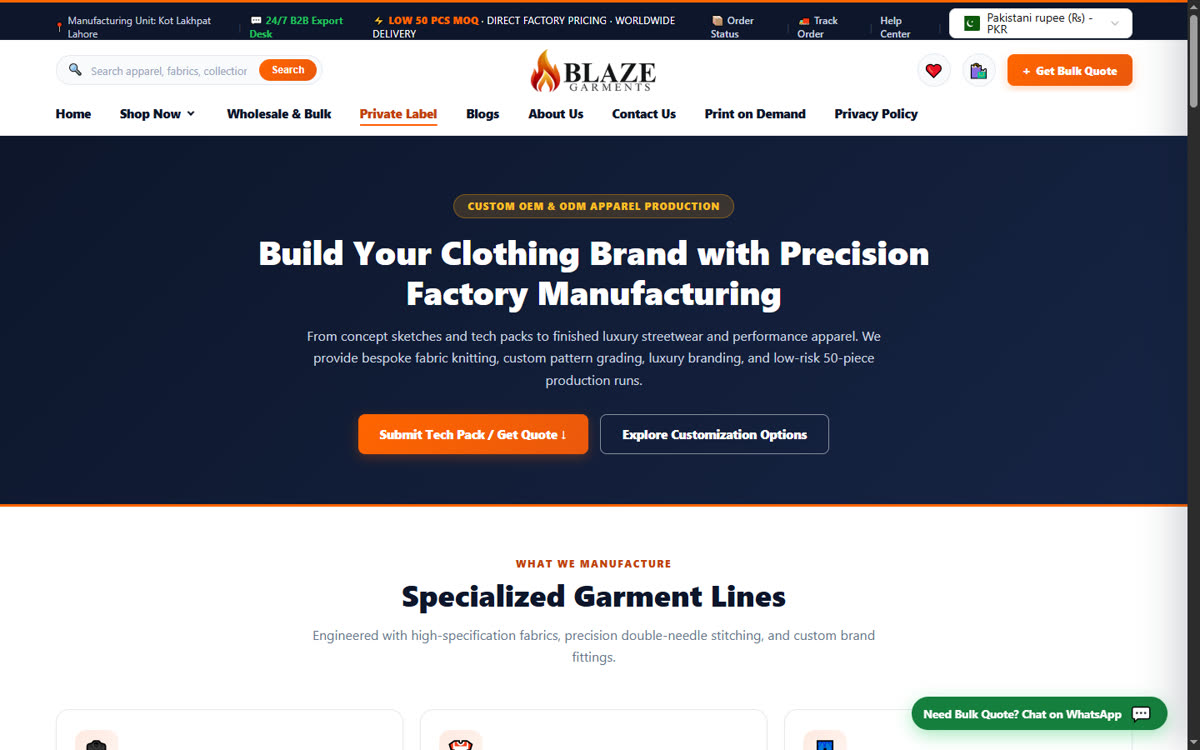 Manufacturing Unit: Kot Lakhpat
Lahore
24/7 B2B Export
Desk
LOW 50 PCS MOQ · DIRECT FACTORY PRICING · WORLDWIDE
DELIVERY
Order
Status
Track
Order
Help
Center
Pakistani rupee (₨) -
PKR
Search apparel, fabrics, collection
Search
BLAZE
GARMENTS
+ Get Bulk Quote
Home
Shop Now
Wholesale & Bulk
Private Label
Blogs
About Us
Contact Us
Print on Demand
Privacy Policy
CUSTOM OEM & ODM APPAREL PRODUCTION
Build Your Clothing Brand with Precision
Factory Manufacturing
From concept sketches and tech packs to finished luxury streetwear and performance apparel. We
provide bespoke fabric knitting, custom pattern grading, luxury branding, and low-risk 50-piece
production runs.
Submit Tech Pack / Get Quote ↓
Explore Customization Options
WHAT WE MANUFACTURE
Specialized Garment Lines
Engineered with high-specification fabrics, precision double-needle stitching, and custom brand
fittings.
Need Bulk Quote? Chat on WhatsApp